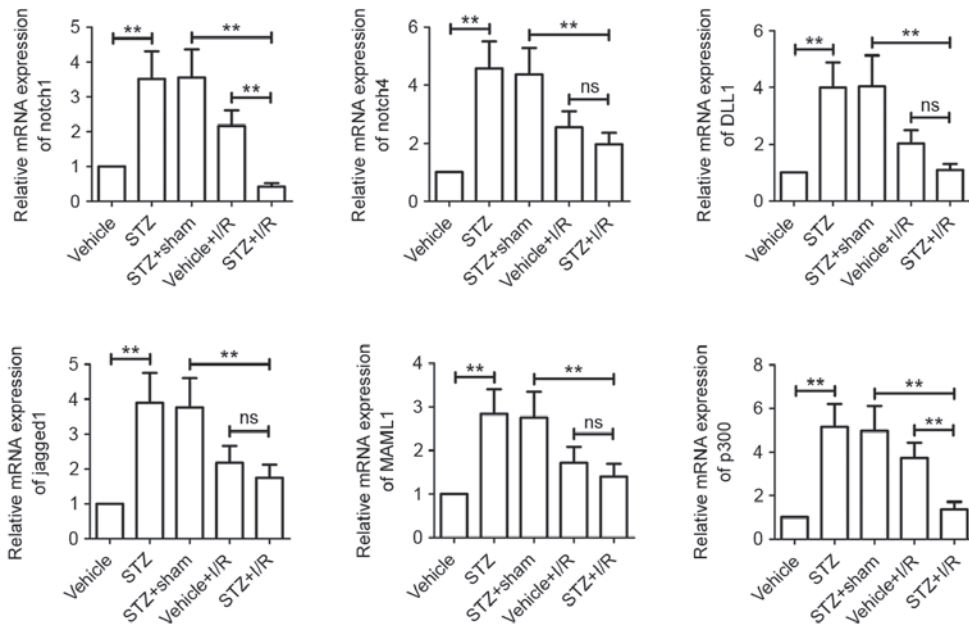 Relative mRNA expression
of notch1
5
4
3
2
1
0
**
**
**
Vehicle
STZ
STZ+sham
Vehicle+I/R
STZ+I/R
Relative mRNA expression
of notch4
6
4
2
0
**
**
ns
Vehicle
STZ
STZ+sham
Vehicle+I/R
STZ+I/R
Relative mRNA expression
of DLL1
6
4
2
0
**
**
ns
Vehicle
STZ
STZ+sham
Vehicle+I/R
STZ+I/R
Relative mRNA expression
of jagged1
5
4
3
2
1
0
**
**
ns
Vehicle
STZ
STZ+sham
Vehicle+I/R
STZ+I/R
Relative mRNA expression
of MAML1
4
3
2
1
0
**
**
ns
Vehicle
STZ
STZ+sham
Vehicle+I/R
STZ+I/R
Relative mRNA expression
of p300
8
6
4
2
0
**
**
**
Vehicle
STZ
STZ+sham
Vehicle+I/R
STZ+I/R